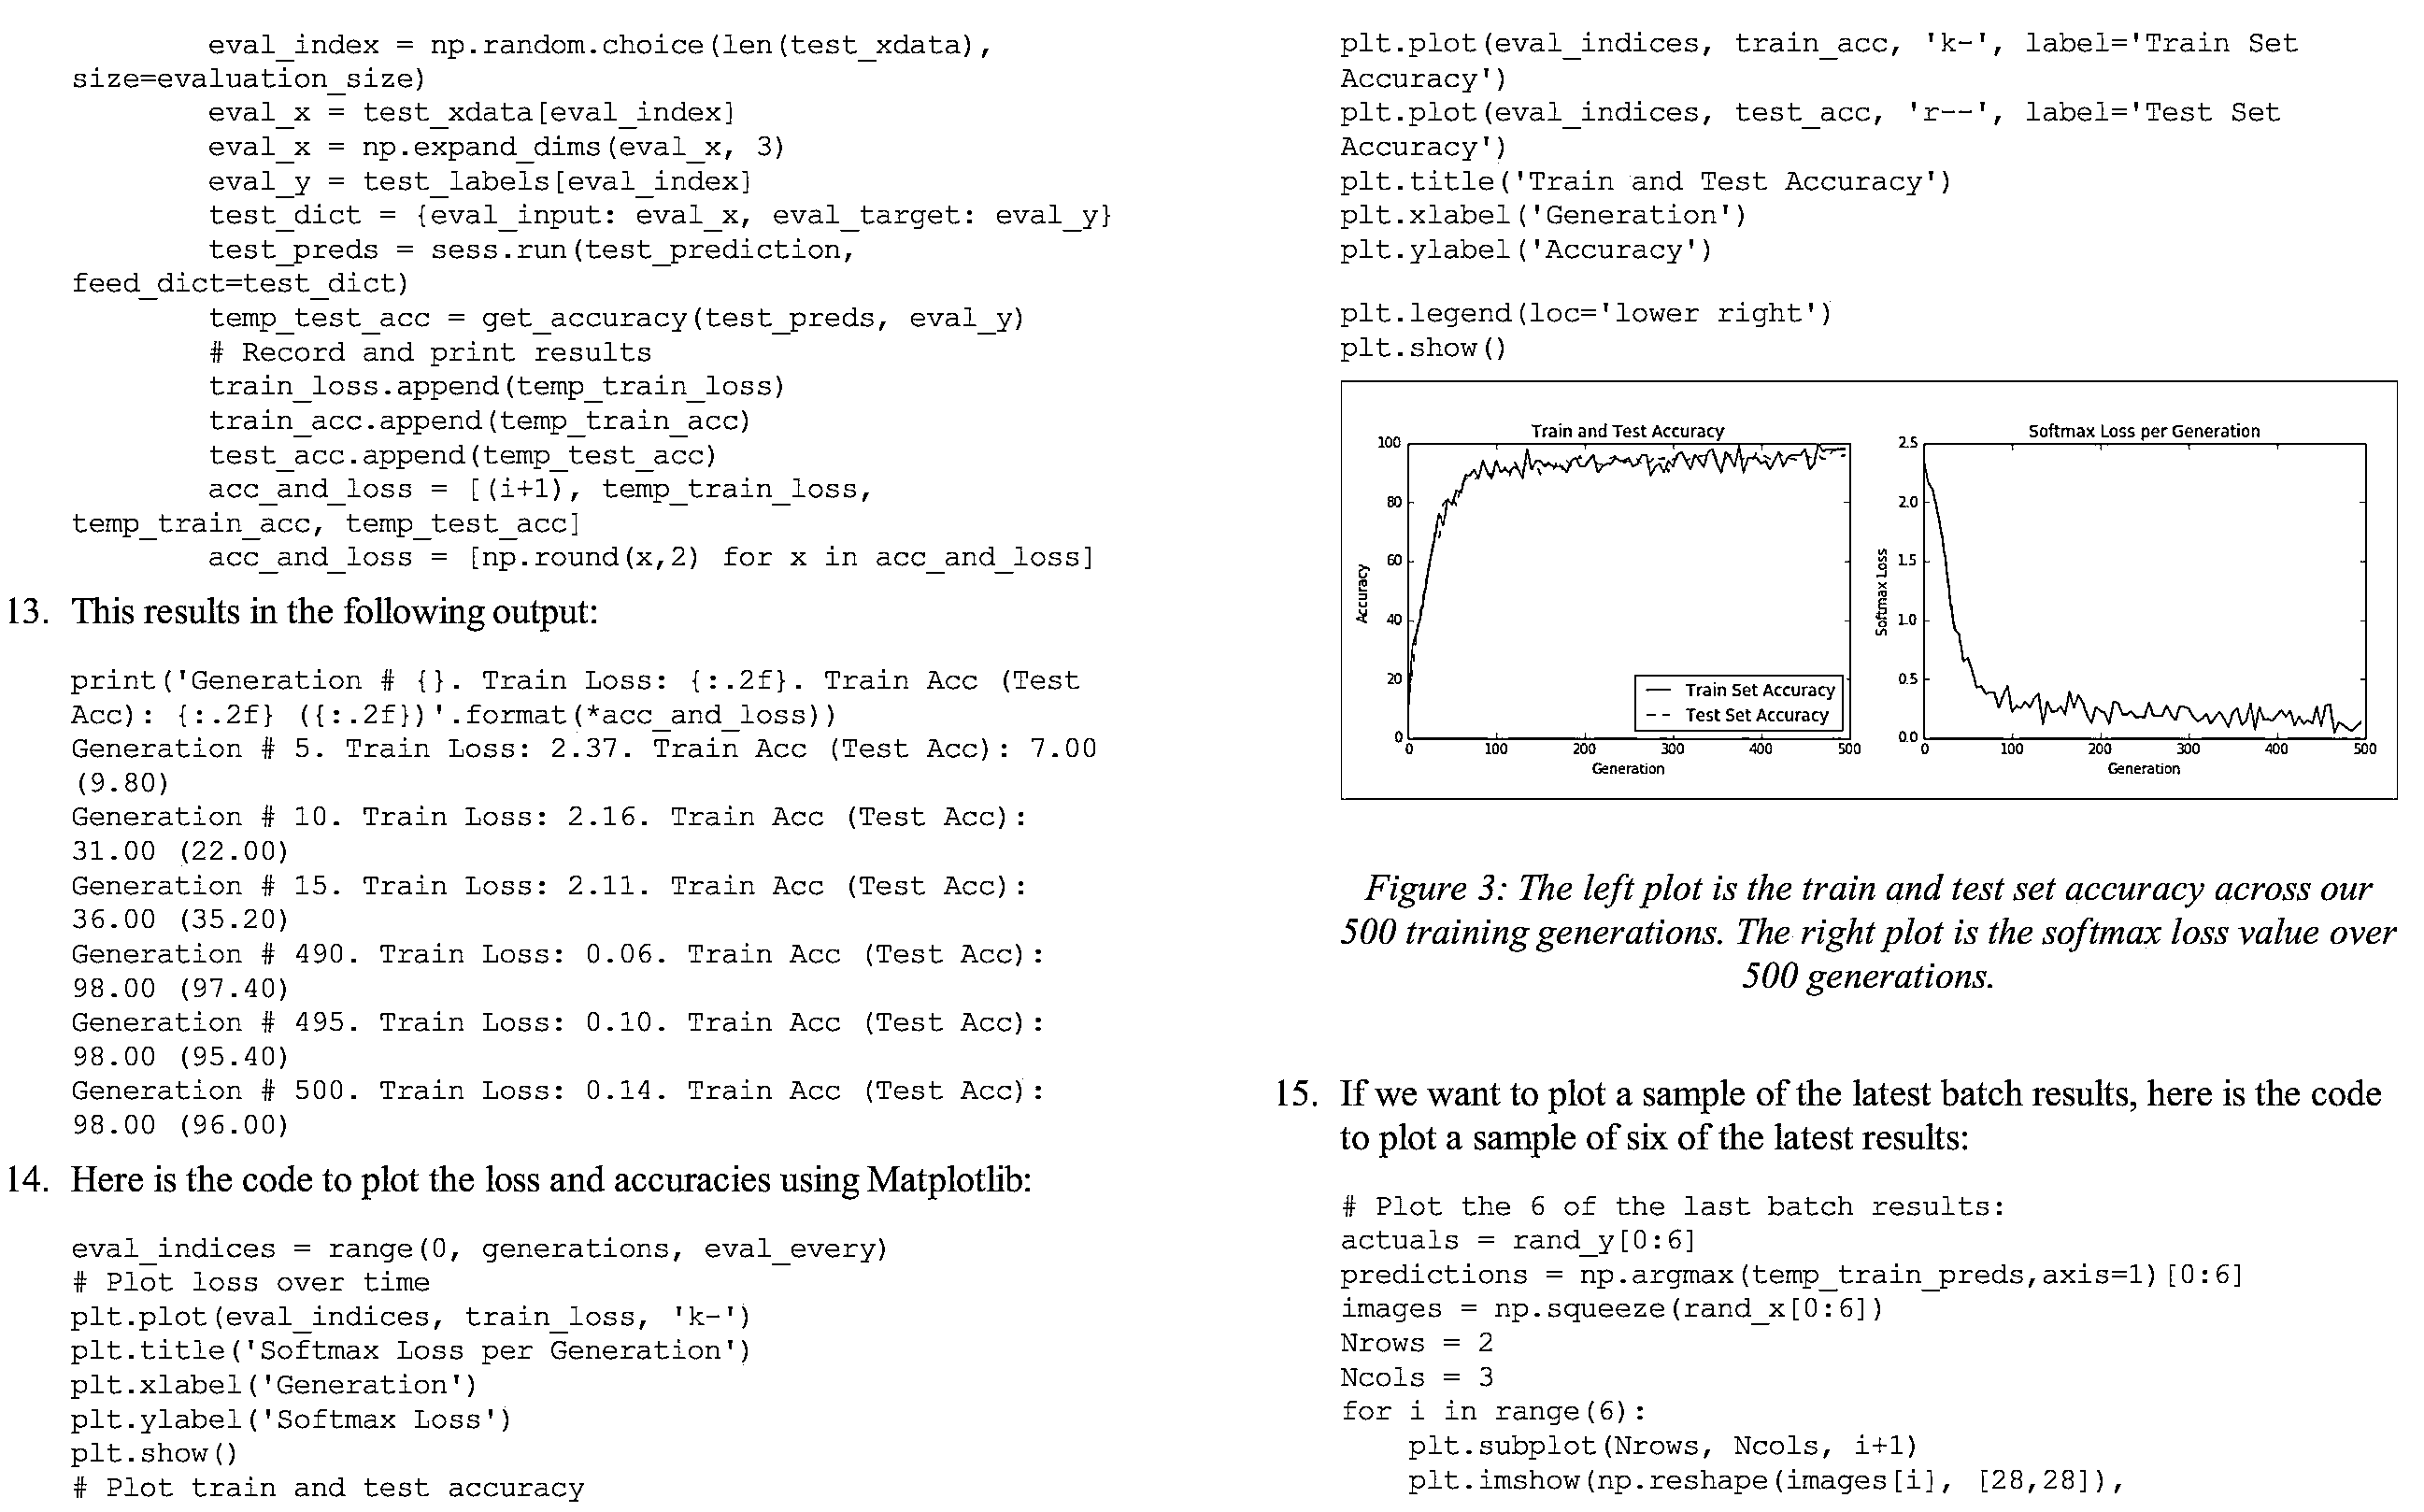 eval_index = np.random.choice(len(test_xdata),
size=evaluation_size)
        eval_x = test_xdata[eval_index]
        eval_x = np.expand_dims(eval_x, 3)
        eval_y = test_labels[eval_index]
        test_dict = {eval_input: eval_x, eval_target: eval_y}
        test_preds = sess.run(test_prediction,
feed_dict=test_dict)
        temp_test_acc = get_accuracy(test_preds, eval_y)
        # Record and print results
        train_loss.append(temp_train_loss)
        train_acc.append(temp_train_acc)
        test_acc.append(temp_test_acc)
        acc_and_loss = [(i+1), temp_train_loss,
temp_train_acc, temp_test_acc]
        acc_and_loss = [np.round(x,2) for x in acc_and_loss]
13. This results in the following output:
print('Generation # {}. Train Loss: {:.2f}. Train Acc (Test
Acc): {:.2f} ({:.2f})'.format(*acc_and_loss))
Generation # 5. Train Loss: 2.37. Train Acc (Test Acc): 7.00
(9.80)
Generation # 10. Train Loss: 2.16. Train Acc (Test Acc):
31.00 (22.00)
Generation # 15. Train Loss: 2.11. Train Acc (Test Acc):
36.00 (35.20)
Generation # 490. Train Loss: 0.06. Train Acc (Test Acc):
98.00 (97.40)
Generation # 495. Train Loss: 0.10. Train Acc (Test Acc):
98.00 (95.40)
Generation # 500. Train Loss: 0.14. Train Acc (Test Acc):
98.00 (96.00)
14. Here is the code to plot the loss and accuracies using Matplotlib:
eval_indices = range(0, generations, eval_every)
# Plot loss over time
plt.plot(eval_indices, train_loss, 'k-')
plt.title('Softmax Loss per Generation')
plt.xlabel('Generation')
plt.ylabel('Softmax Loss')
plt.show()
# Plot train and test accuracy
plt.plot(eval_indices, train_acc, 'k-', label='Train Set
Accuracy')
plt.plot(eval_indices, test_acc, 'r--', label='Test Set
Accuracy')
plt.title('Train and Test Accuracy')
plt.xlabel('Generation')
plt.ylabel('Accuracy')
plt.legend(loc='lower right')
plt.show()
Train and Test Accuracy
100
80
60
40
20
0
Accuracy
Train Set Accuracy
Test Set Accuracy
0 100 200 300 400 500
Generation
Softmax Loss per Generation
2.5
2.0
1.5
1.0
0.5
0.0
Softmax Loss
0 100 200 300 400 500
Generation
Figure 3: The left plot is the train and test set accuracy across our
500 training generations. The right plot is the softmax loss value over
500 generations.
15. If we want to plot a sample of the latest batch results, here is the code
to plot a sample of six of the latest results:
# Plot the 6 of the last batch results:
actuals = rand_y[0:6]
predictions = np.argmax(temp_train_preds,axis=1)[0:6]
images = np.squeeze(rand_x[0:6])
Nrows = 2
Ncols = 3
for i in range(6):
    plt.subplot(Nrows, Ncols, i+1)
    plt.imshow(np.reshape(images[i], [28,28]),